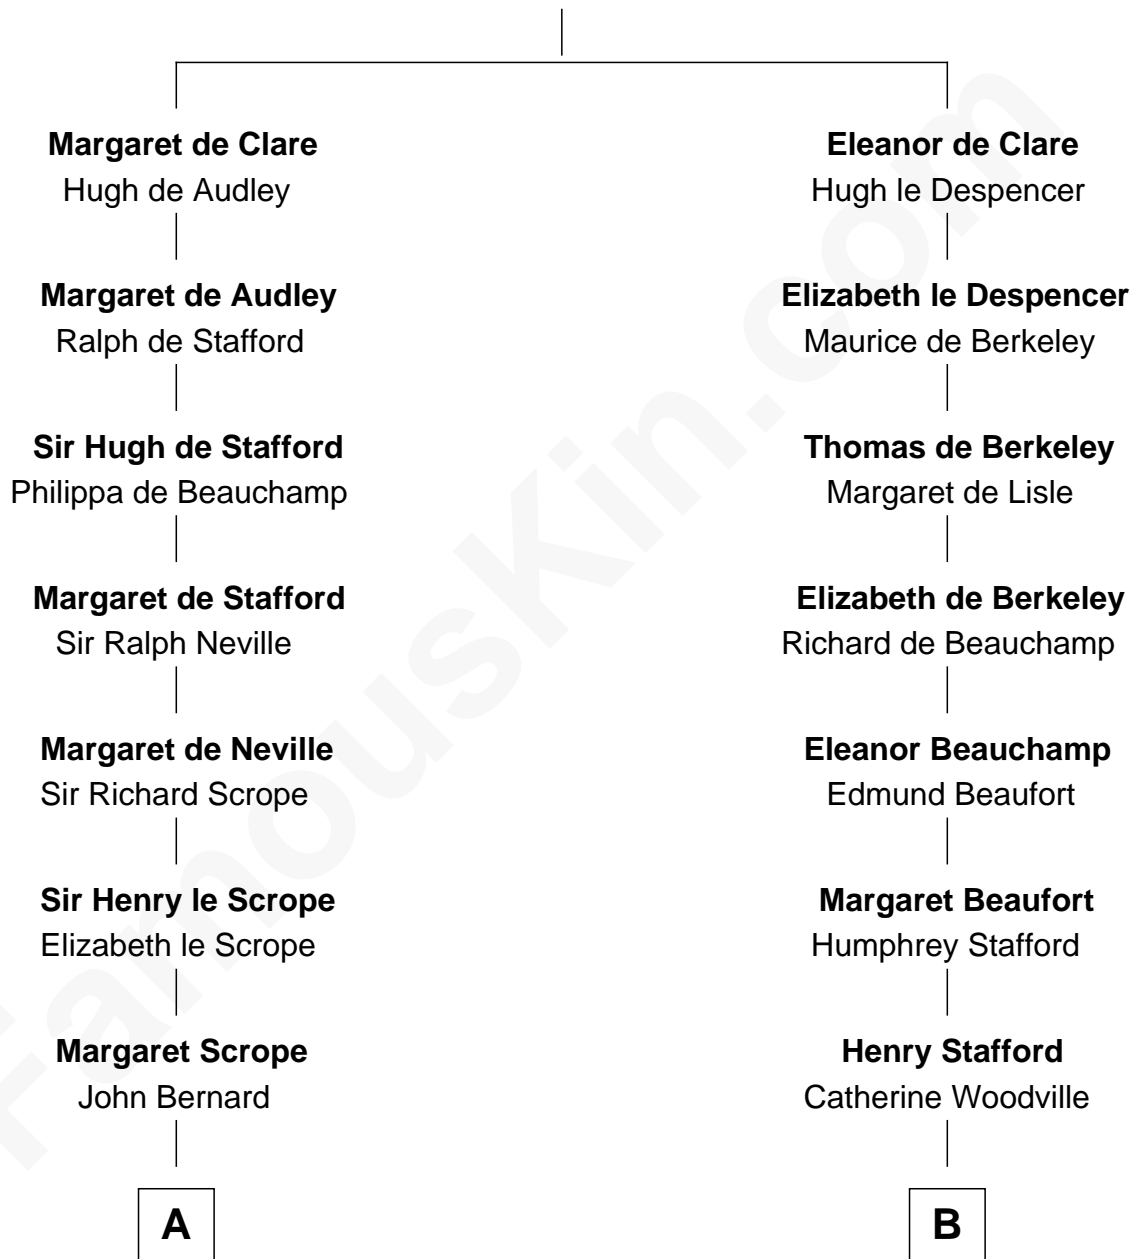 Margaret de Clare
Hugh de Audley
Margaret de Audley
Ralph de Stafford
Sir Hugh de Stafford
Philippa de Beauchamp
Margaret de Stafford
Sir Ralph Neville
Margaret de Neville
Sir Richard Scrope
Sir Henry le Scrope
Elizabeth le Scrope
Margaret Scrope
John Bernard
A
Eleanor de Clare
Hugh le Despencer
Elizabeth le Despencer
Maurice de Berkeley
Thomas de Berkeley
Margaret de Lisle
Elizabeth de Berkeley
Richard de Beauchamp
Eleanor Beauchamp
Edmund Beaufort
Margaret Beaufort
Humphrey Stafford
Henry Stafford
Catherine Woodville
B
FamousKin.com